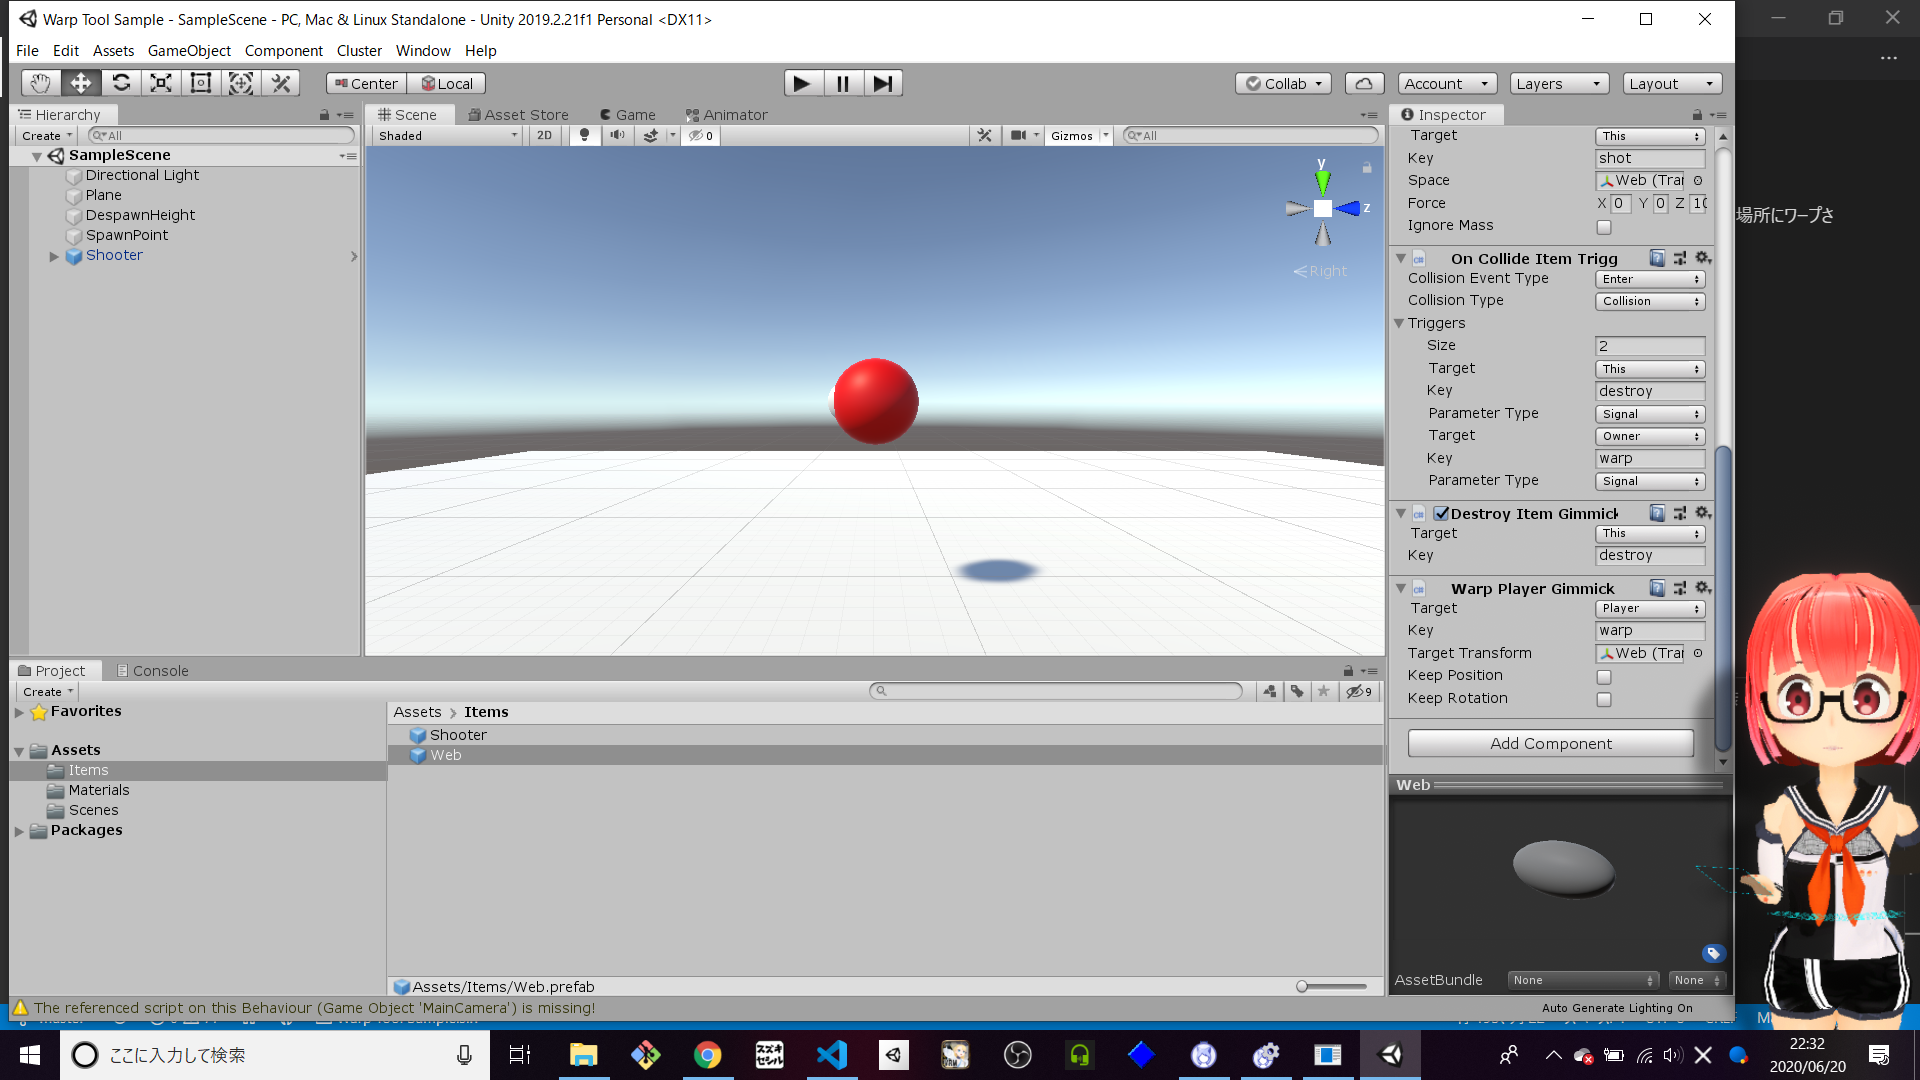 Warp Tool Sample - SampleScene - PC, Mac & Linux Standalone - Unity 2019.2.21f1 Personal <DX11>
File Edit Assets GameObject Component Cluster Window Help
Center Local
Collab Account Layers Layout
Hierarchy
Create All
SampleScene
Directional Light
Plane
DespawnHeight
SpawnPoint
Shooter
Scene Asset Store Game Animator
Shaded 2D 0 Gizmos All
y
z
Right
Inspector
Target This
Key shot
Space Web (Tra
Force X 0 Y 0 Z 10
Ignore Mass
On Collide Item Trigg
Collision Event Type Enter
Collision Type Collision
Triggers
Size 2
Target This
Key destroy
Parameter Type Signal
Target Owner
Key warp
Parameter Type Signal
Destroy Item Gimmick
Target This
Key destroy
Warp Player Gimmick
Target Player
Key warp
Target Transform Web (Tra
Keep Position
Keep Rotation
Add Component
Web
AssetBundle None None
Auto Generate Lighting On
場所にワープさ
Project Console
Create 9
Favorites
Assets
Items
Materials
Scenes
Packages
Assets Items
Shooter
Web
Assets/Items/Web.prefab
The referenced script on this Behaviour (Game Object 'MainCamera') is missing!
ここに入力して検索
スズキ
セシル
22:32
2020/06/20